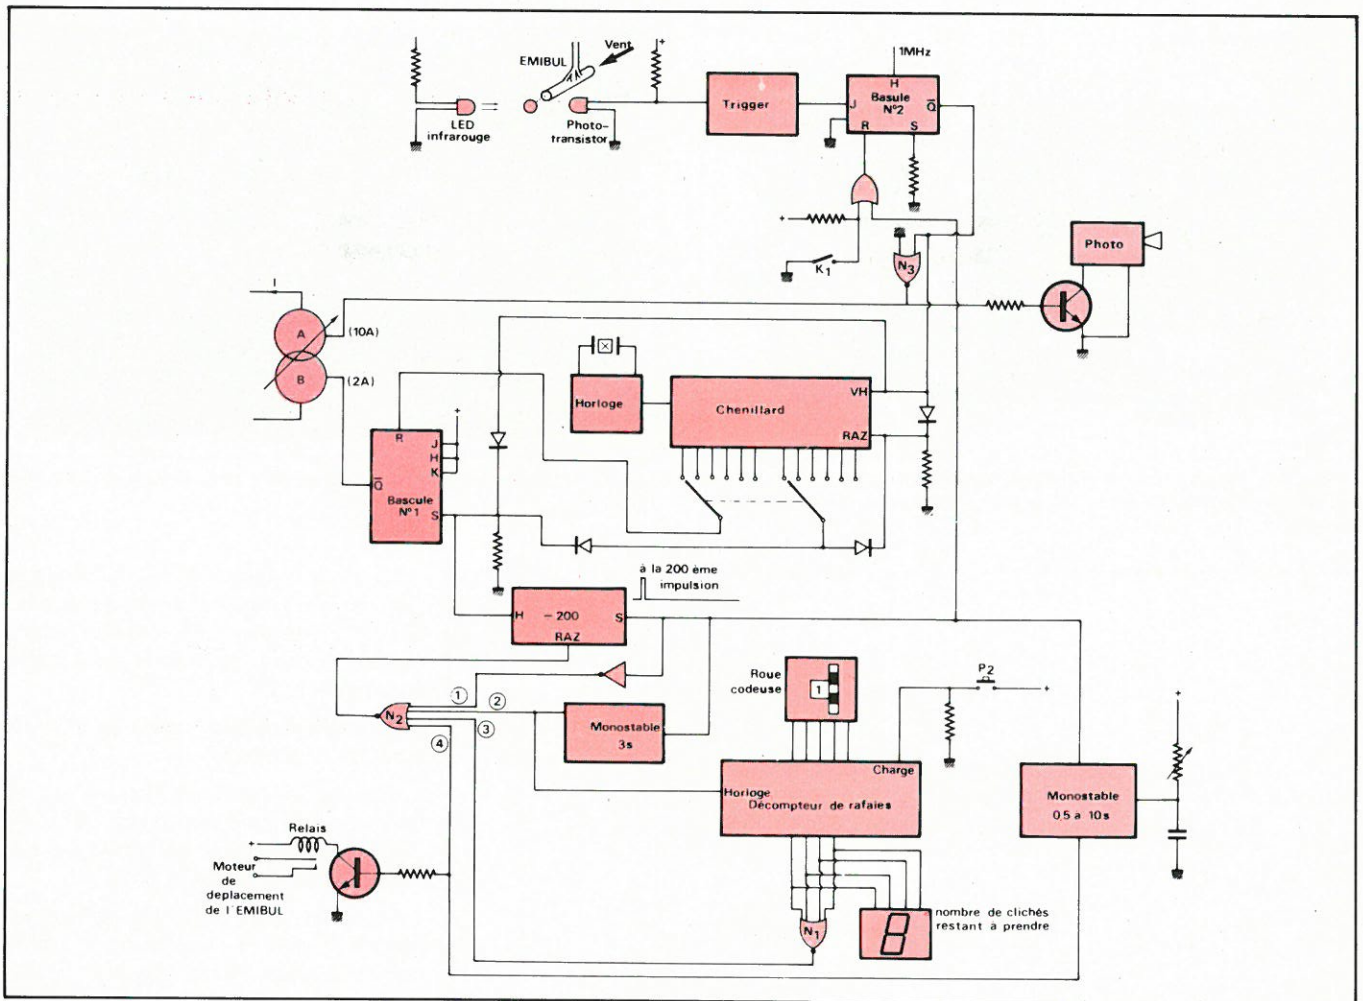 1MHz
+
EMIBUL
Vent
LED
infrarouge
Photo-
transistor
Trigger
H
J
Basule
N°2
Q̅
R
S
+
K1
N3
Photo
I
A
(10A)
B
(2A)
Horloge
Chenillard
VH
RAZ
R
+
J
H
K
Q̅
Bascule
N°1
S
à la 200 ème
impulsion
H
÷200
S
RAZ
Roue
codeuse
1
P2
+
+
①
②
N2
③
④
Monostable
3s
Charge
Horloge
Décompteur de rafaies
Monostable
0,5 a 10s
Relais
+
Moteur
de
deplacement
de l'EMIBUL
N1
8
nombre de clichés
restant à prendre